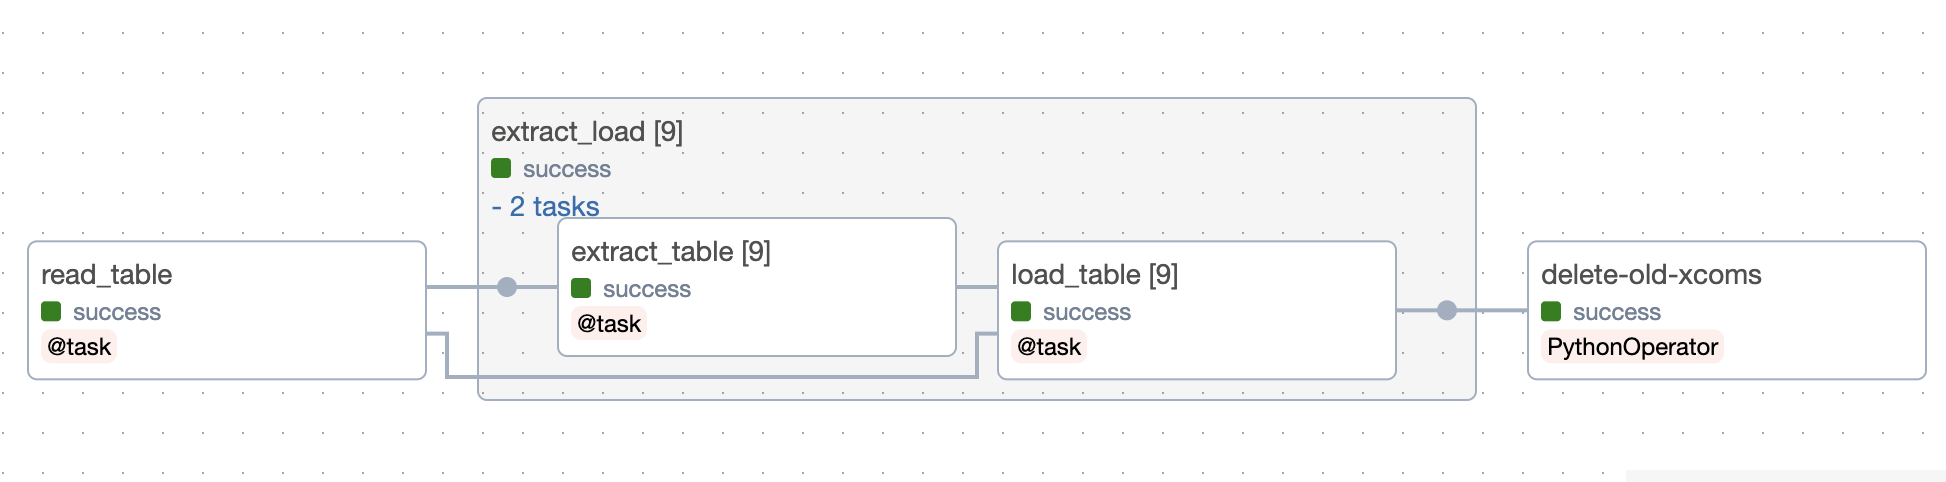 extract_load [9]
success
- 2 tasks
read_table
success
@task
extract_table [9]
success
@task
load_table [9]
success
@task
delete-old-xcoms
success
PythonOperator